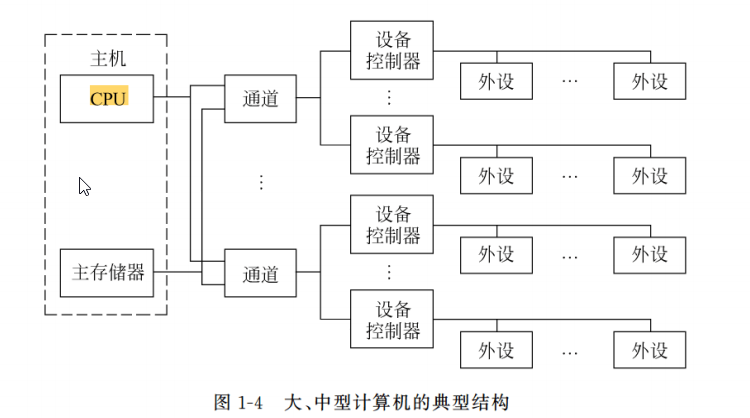 主机
CPU
主存储器
通道
⋮
通道
设备
控制器
⋮
设备
控制器
设备
控制器
⋮
设备
控制器
外设 … 外设
外设 … 外设
外设 … 外设
外设 … 外设
图 1-4 大、中型计算机的典型结构